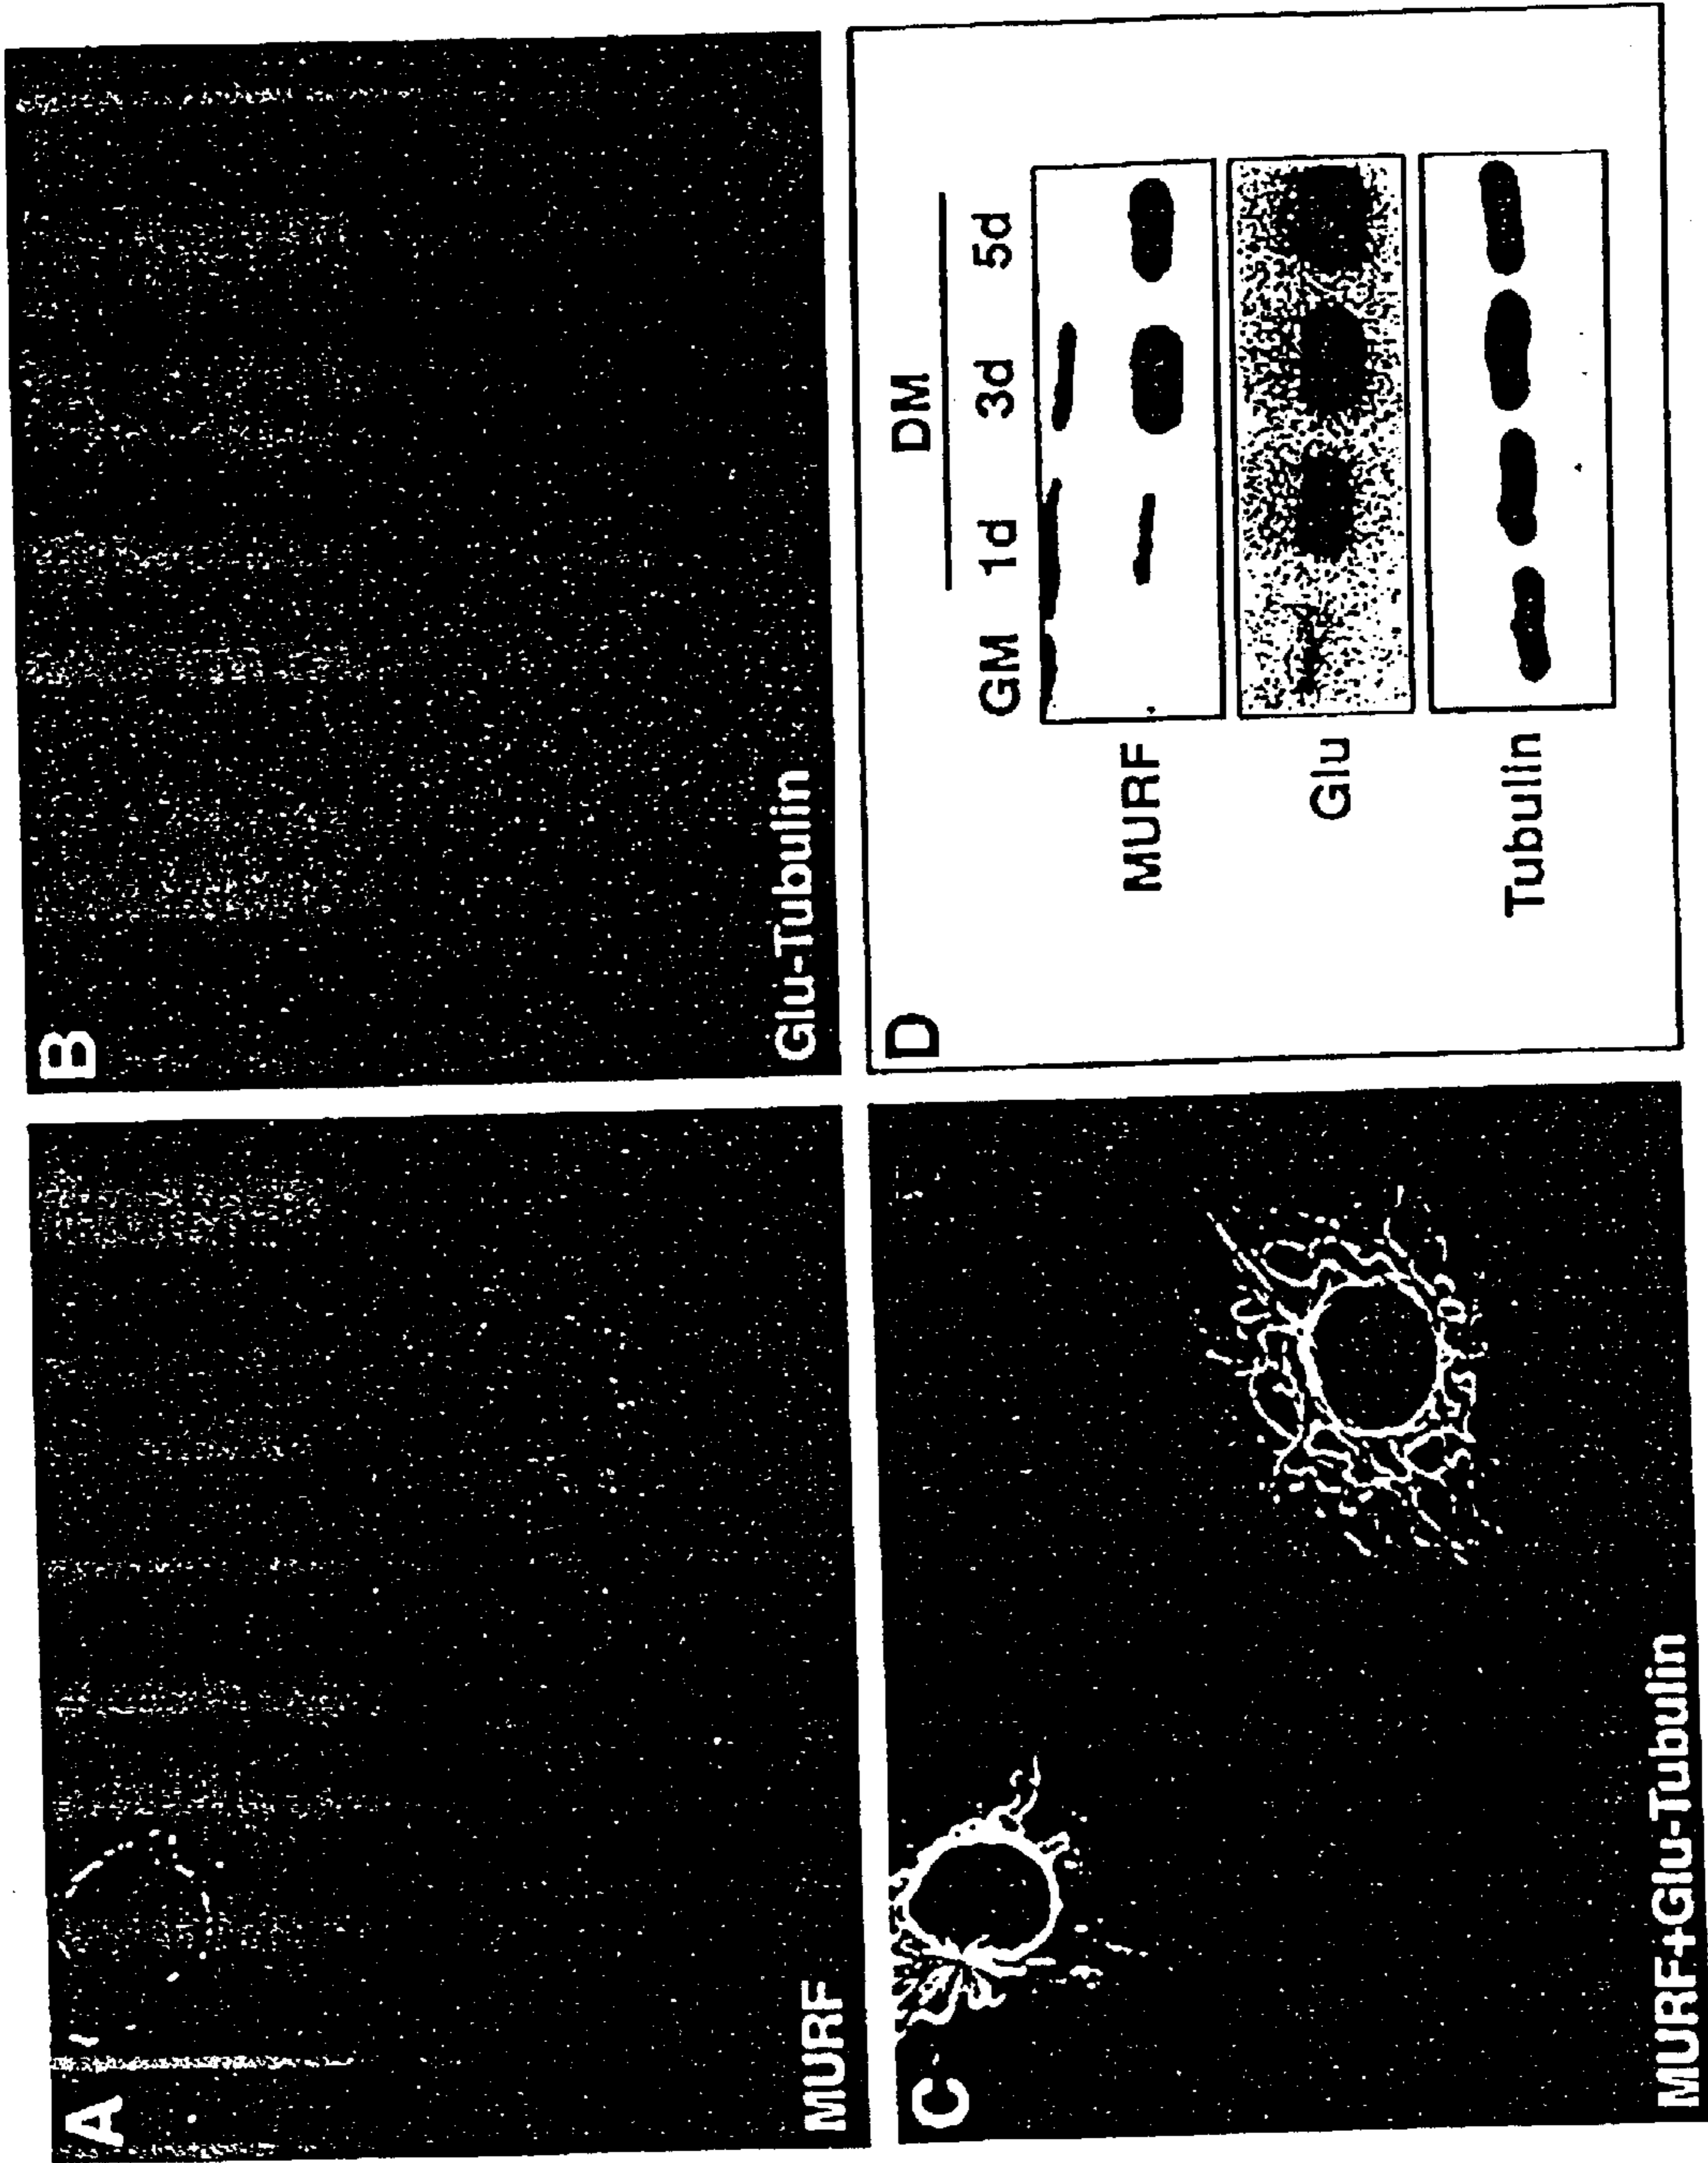 A
MURF
B
Glu-Tubulin
C
MURF+Glu-Tubulin
D
DM
GM 1d 3d 5d
MURF
Glu
Tubulin